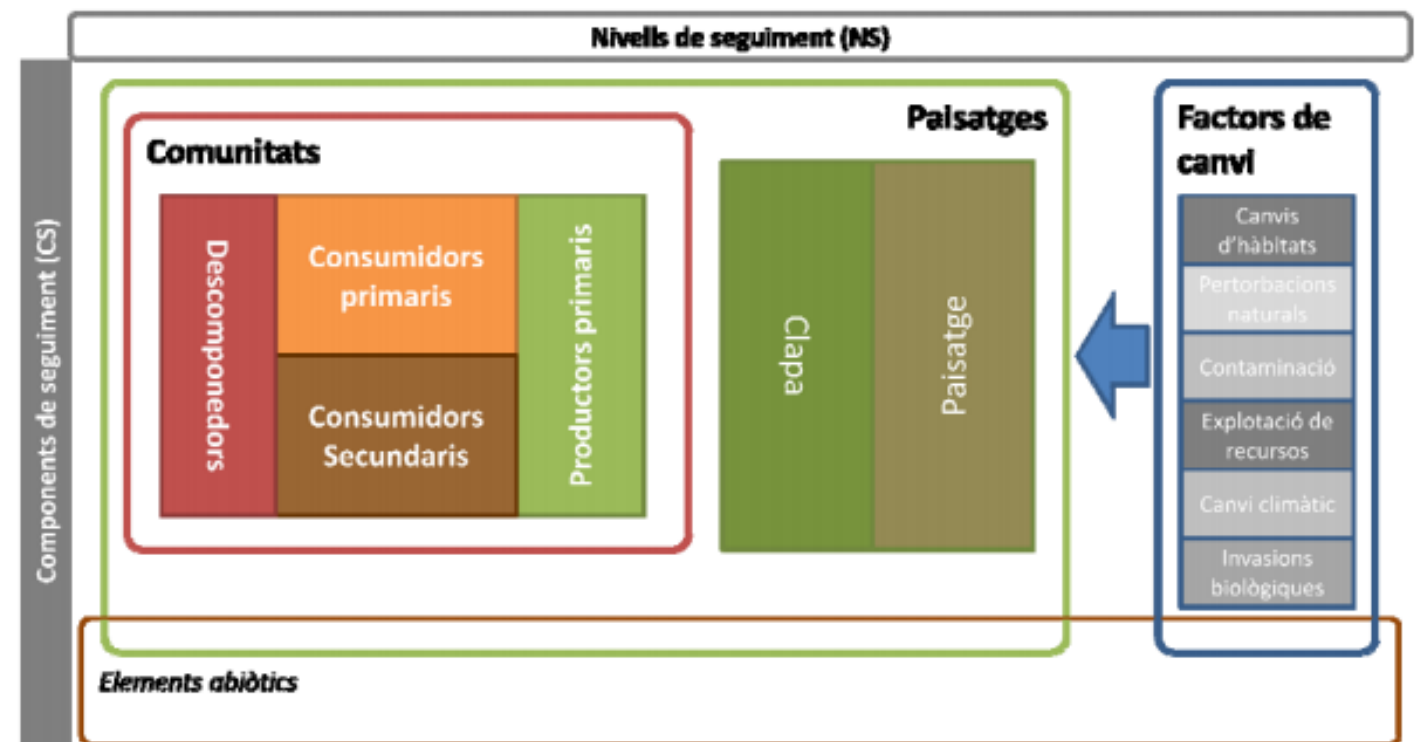 Nivells de seguiment (NS)
Components de seguiment (CS)
Paisatges
Comunitats
Descomponedors
Consumidors
primaris
Consumidors
Secundaris
Productors primaris
Clapa
Paisatge
Factors de
canvi
Canvis
d'hàbitats
Pertorbacions
naturals
Contaminació
Explotació de
recursos
Canvi climàtic
Invasions
biològiques
Elements abiòtics